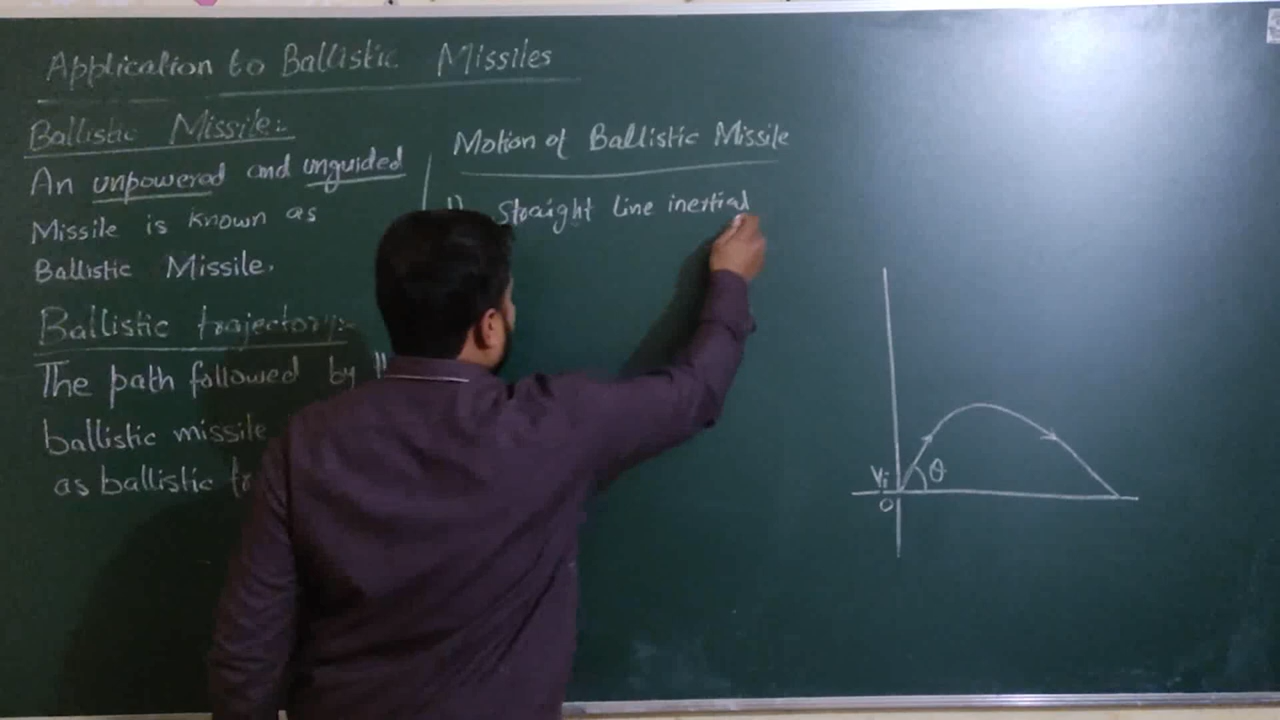 Application to Ballistic Missiles
Ballistic Missile:-
An unpowered and unguided
Missile is known as
Ballistic Missile.
Ballistic trajectory:-
The path followed by
ballistic missile
as ballistic
Motion of Ballistic Missile
1) Straight Line inertial
Vi
θ
O